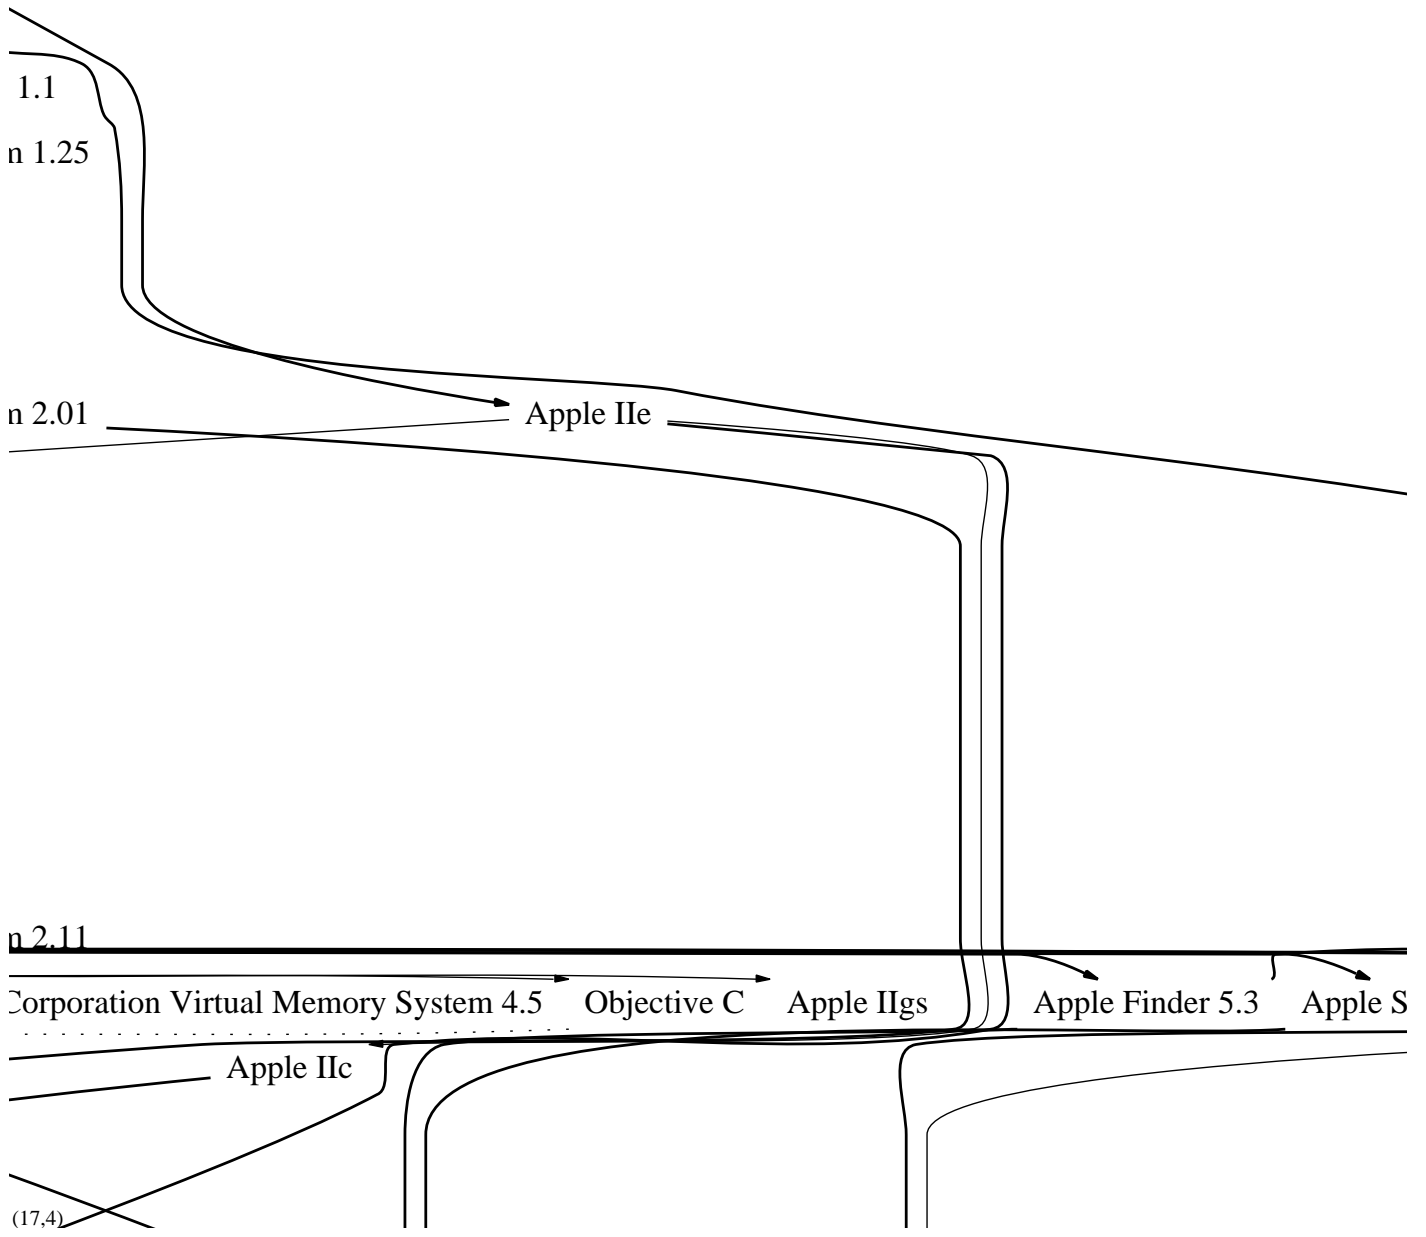 1.1
m 1.25
m 2.01
Apple IIe
m 2.11
Corporation Virtual Memory System 4.5
Objective C
Apple IIgs
Apple Finder 5.3
Apple S
Apple IIc
(17,4)